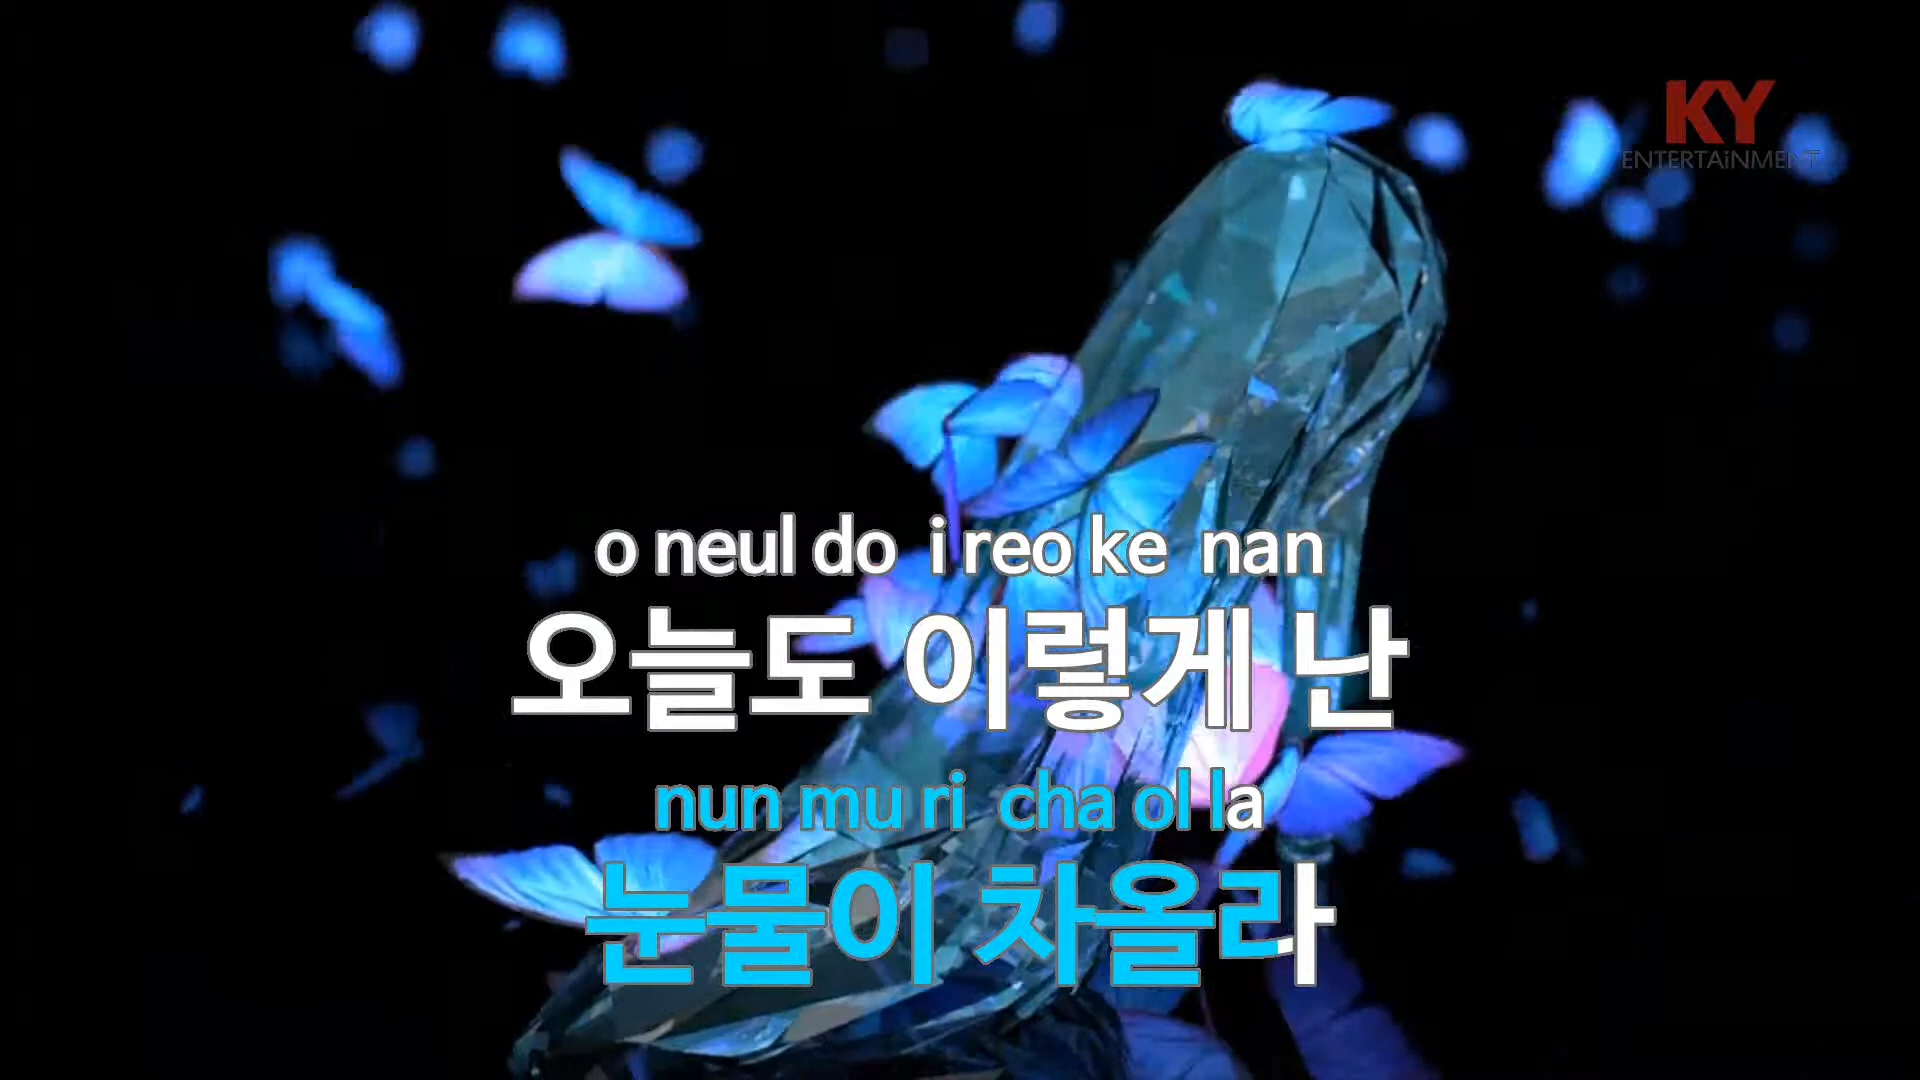 KY
ENTERTAiNMENT
o neul do i reo ke nan
오늘도 이렇게 난
nun mu ri cha ol la
눈물이 차올라